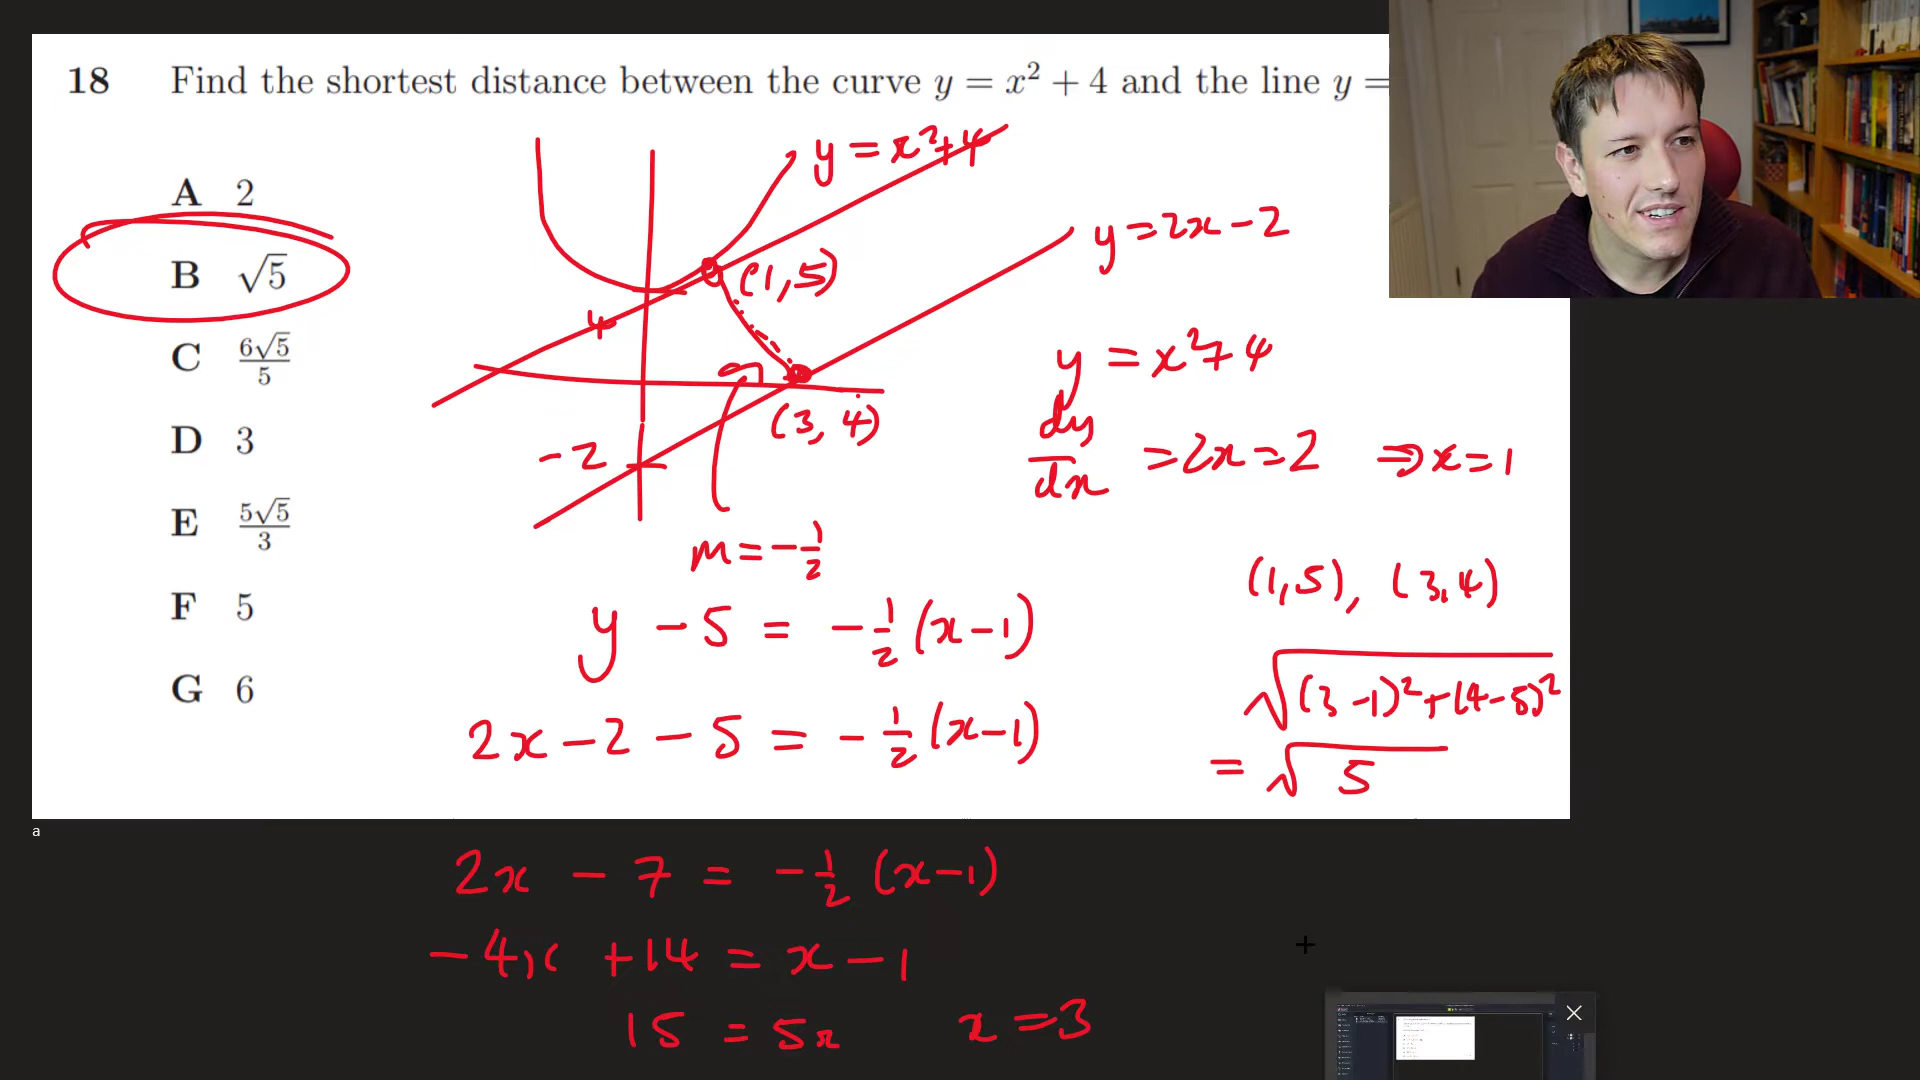 18 Find the shortest distance between the curve y = x² + 4 and the line y =
A 2
B √5
C 6√5/5
D 3
E 5√5/3
F 5
G 6
y = x²+4
y = 2x - 2
(1,5)
4
(3, 4)
-2
m = -1/2
y = x²+4
dy/dx = 2x = 2 ⇒ x = 1
y - 5 = -1/2 (x-1)
2x - 2 - 5 = -1/2 (x-1)
(1,5), (3,4)
√((3-1)²+(4-5)²)
= √5
a
2x - 7 = -1/2 (x-1)
-4x + 14 = x - 1
15 = 5x x = 3